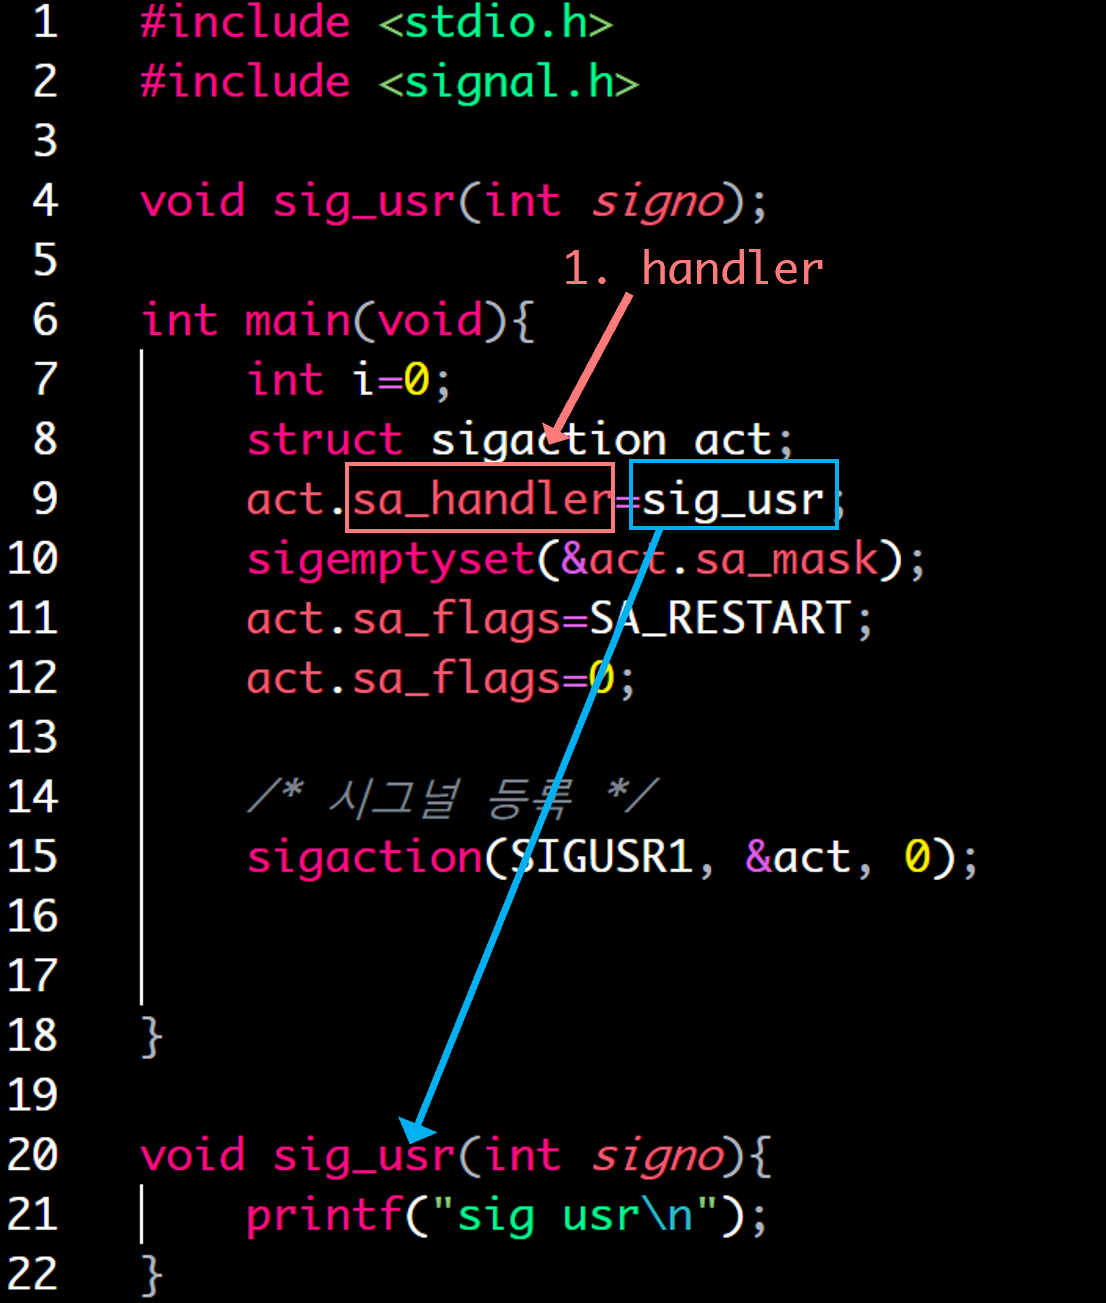 1 #include <stdio.h>
2 #include <signal.h>
3
4 void sig_usr(int signo);
5
1. handler
6 int main(void){
7 int i=0;
8 struct sigaction act;
9 act.sa_handler=sig_usr;
10 sigemptyset(&act.sa_mask);
11 act.sa_flags=SA_RESTART;
12 act.sa_flags=0;
13
14 /* 시그널 등록 */
15 sigaction(SIGUSR1, &act, 0);
16
17
18 }
19
20 void sig_usr(int signo){
21 printf("sig usr\n");
22 }